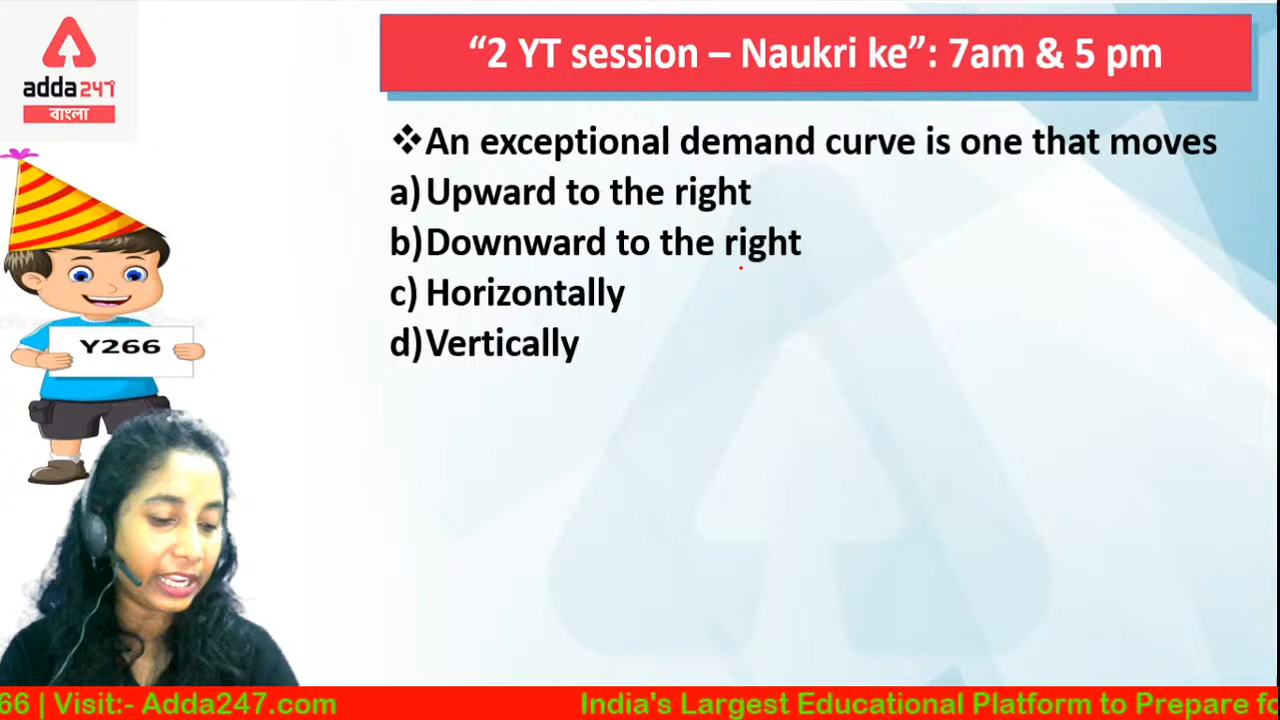 adda247
বাংলা
“2 YT session – Naukri ke”: 7am & 5 pm
❖An exceptional demand curve is one that moves
a) Upward to the right
b) Downward to the right
c) Horizontally
d) Vertically
Y266
66 | Visit:- Adda247.com India's Largest Educational Platform to Prepare fo